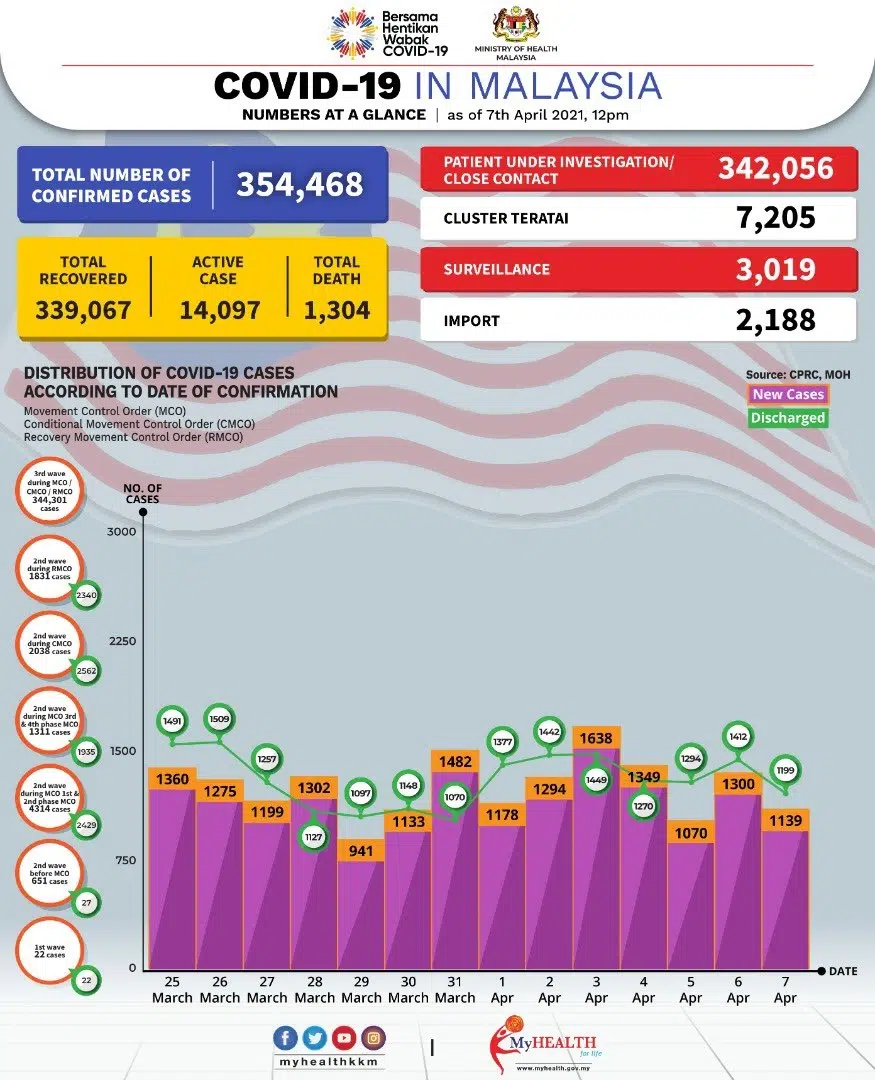 Bersama
Hentikan
Wabak
COVID-19
MINISTRY OF HEALTH
MALAYSIA
COVID-19 IN MALAYSIA
NUMBERS AT A GLANCE | as of 7th April 2021, 12pm
TOTAL NUMBER OF
CONFIRMED CASES
354,468
TOTAL
RECOVERED
339,067
ACTIVE
CASE
14,097
TOTAL
DEATH
1,304
PATIENT UNDER INVESTIGATION/
CLOSE CONTACT
342,056
CLUSTER TERATAI
7,205
SURVEILLANCE
3,019
IMPORT
2,188
DISTRIBUTION OF COVID-19 CASES
ACCORDING TO DATE OF CONFIRMATION
Movement Control Order (MCO)
Conditional Movement Control Order (CMCO)
Recovery Movement Control Order (RMCO)
Source: CPRC, MOH
New Cases
Discharged
3rd wave
during MCO /
CMCO / RMCO
344,301
cases
2nd wave
during RMCO
1831 cases
2340
2nd wave
during CMCO
2038 cases
2562
2nd wave
during MCO 3rd
& 4th phase MCO
1311 cases
1935
2nd wave
during MCO 1st &
2nd phase MCO
4314 cases
2429
2nd wave
before MCO
651 cases
27
1st wave
22 cases
22
NO. OF
CASES
3000
2250
1500
750
0
1491
1509
1257
1127
1097
1148
1070
1377
1442
1449
1270
1294
1412
1199
1360
1275
1199
1302
941
1133
1482
1178
1294
1638
1349
1070
1300
1139
25
March
26
March
27
March
28
March
29
March
30
March
31
March
1
Apr
2
Apr
3
Apr
4
Apr
5
Apr
6
Apr
7
Apr
DATE
myhealthkkm
MyHEALTH
for life
www.myhealth.gov.my